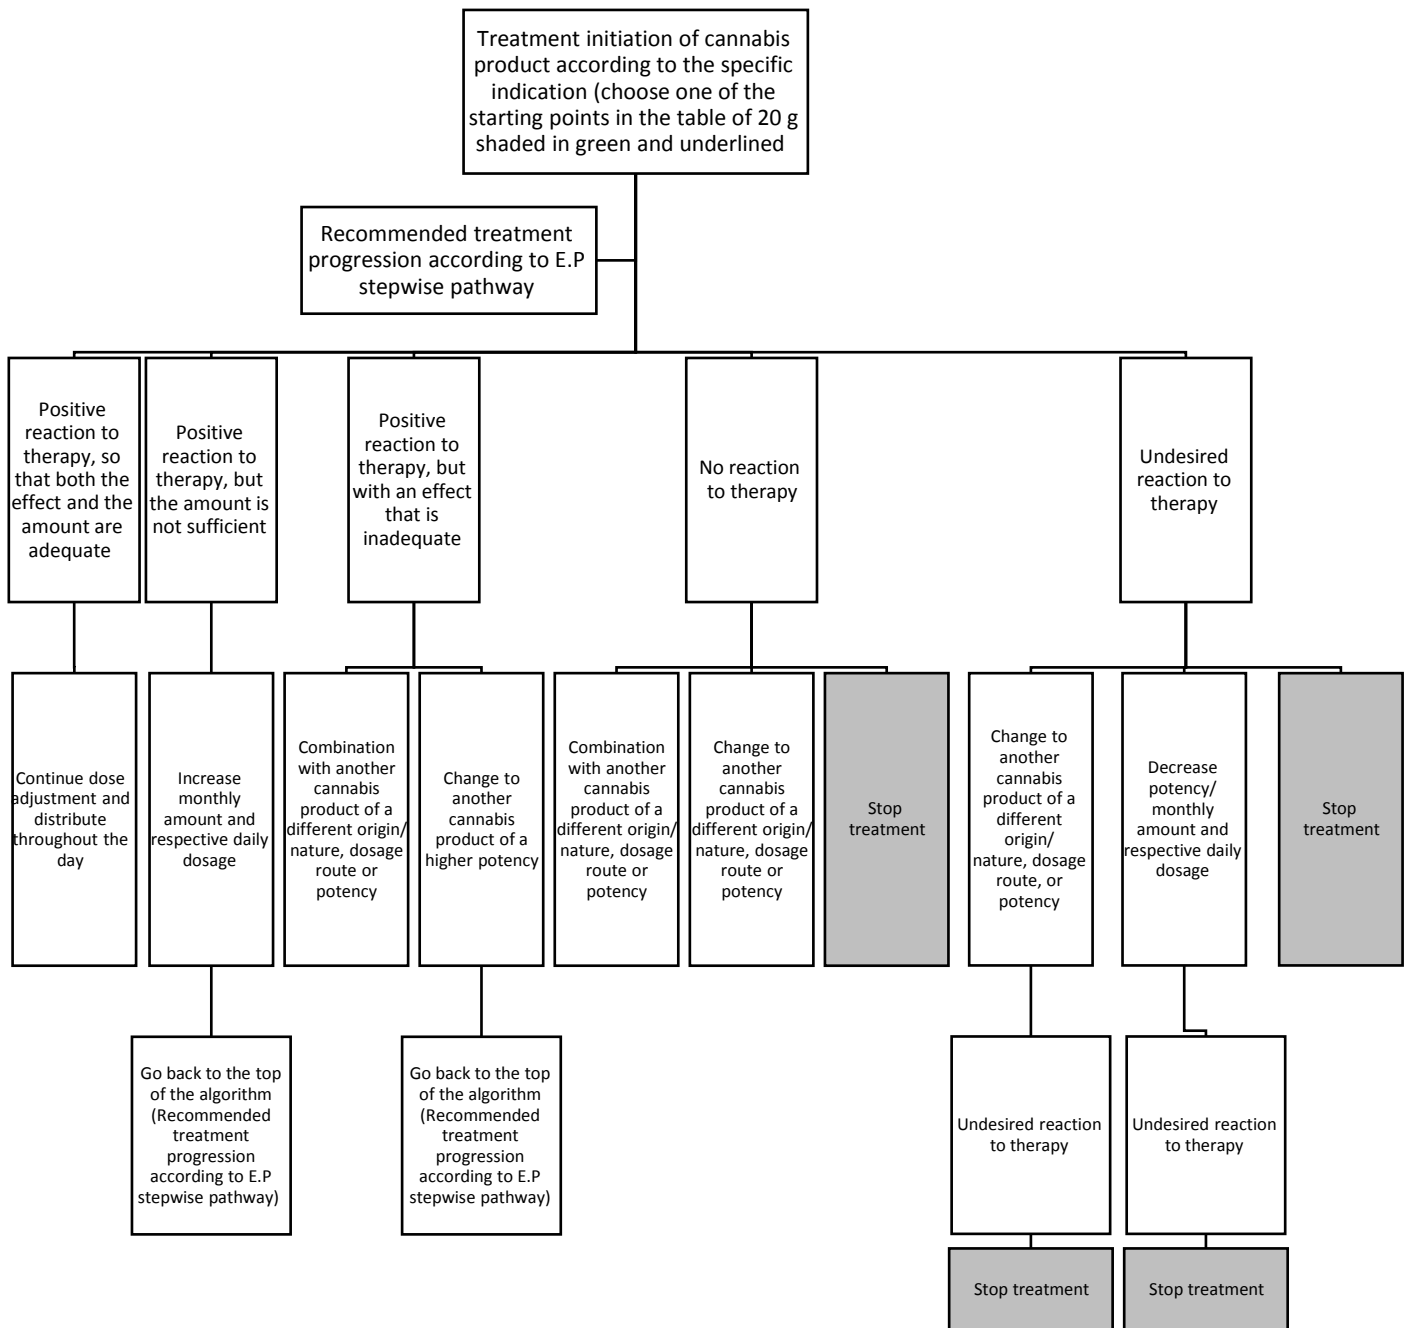 Treatment initiation of cannabis
product according to the specific
indication (choose one of the
starting points in the table of 20 g
shaded in green and underlined
Recommended treatment
progression according to E.P
stepwise pathway
Positive
reaction to
therapy, so
that both the
effect and the
amount are
adequate
Positive
reaction to
therapy, but
the amount is
not sufficient
Positive
reaction to
therapy, but
with an effect
that is
inadequate
No reaction
to therapy
Undesired
reaction to
therapy
Continue dose
adjustment and
distribute
throughout the
day
Increase
monthly
amount and
respective daily
dosage
Combination
with another
cannabis
product of a
different origin/
nature, dosage
route or
potency
Change to
another
cannabis
product of a
higher potency
Combination
with another
cannabis
product of a
different origin/
nature, dosage
route or
potency
Change to
another
cannabis
product of a
different origin/
nature, dosage
route or
potency
Stop
treatment
Change to
another
cannabis
product of a
different
origin/
nature, dosage
route, or
potency
Decrease
potency/
monthly
amount and
respective daily
dosage
Stop
treatment
Go back to the top
of the algorithm
(Recommended
treatment
progression
according to E.P
stepwise pathway)
Go back to the top
of the algorithm
(Recommended
treatment
progression
according to E.P
stepwise pathway)
Undesired reaction
to therapy
Undesired reaction
to therapy
Stop treatment
Stop treatment